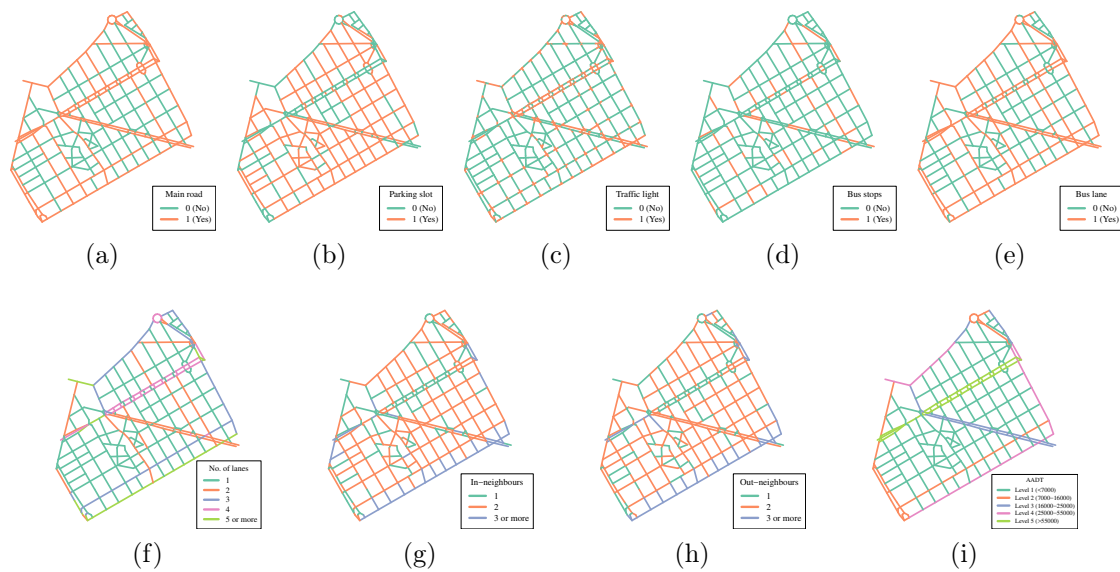 Main road
0 (No)
1 (Yes)
(a)
Parking slot
0 (No)
1 (Yes)
(b)
Traffic light
0 (No)
1 (Yes)
(c)
Bus stops
0 (No)
1 (Yes)
(d)
Bus lane
0 (No)
1 (Yes)
(e)
No. of lanes
1
2
3
4
5 or more
(f)
In−neighbours
1
2
3 or more
(g)
Out−neighbours
1
2
3 or more
(h)
AADT
Level 1 (<7000)
Level 2 (7000−16000)
Level 3 (16000−25000)
Level 4 (25000−55000)
Level 5 (>55000)
(i)